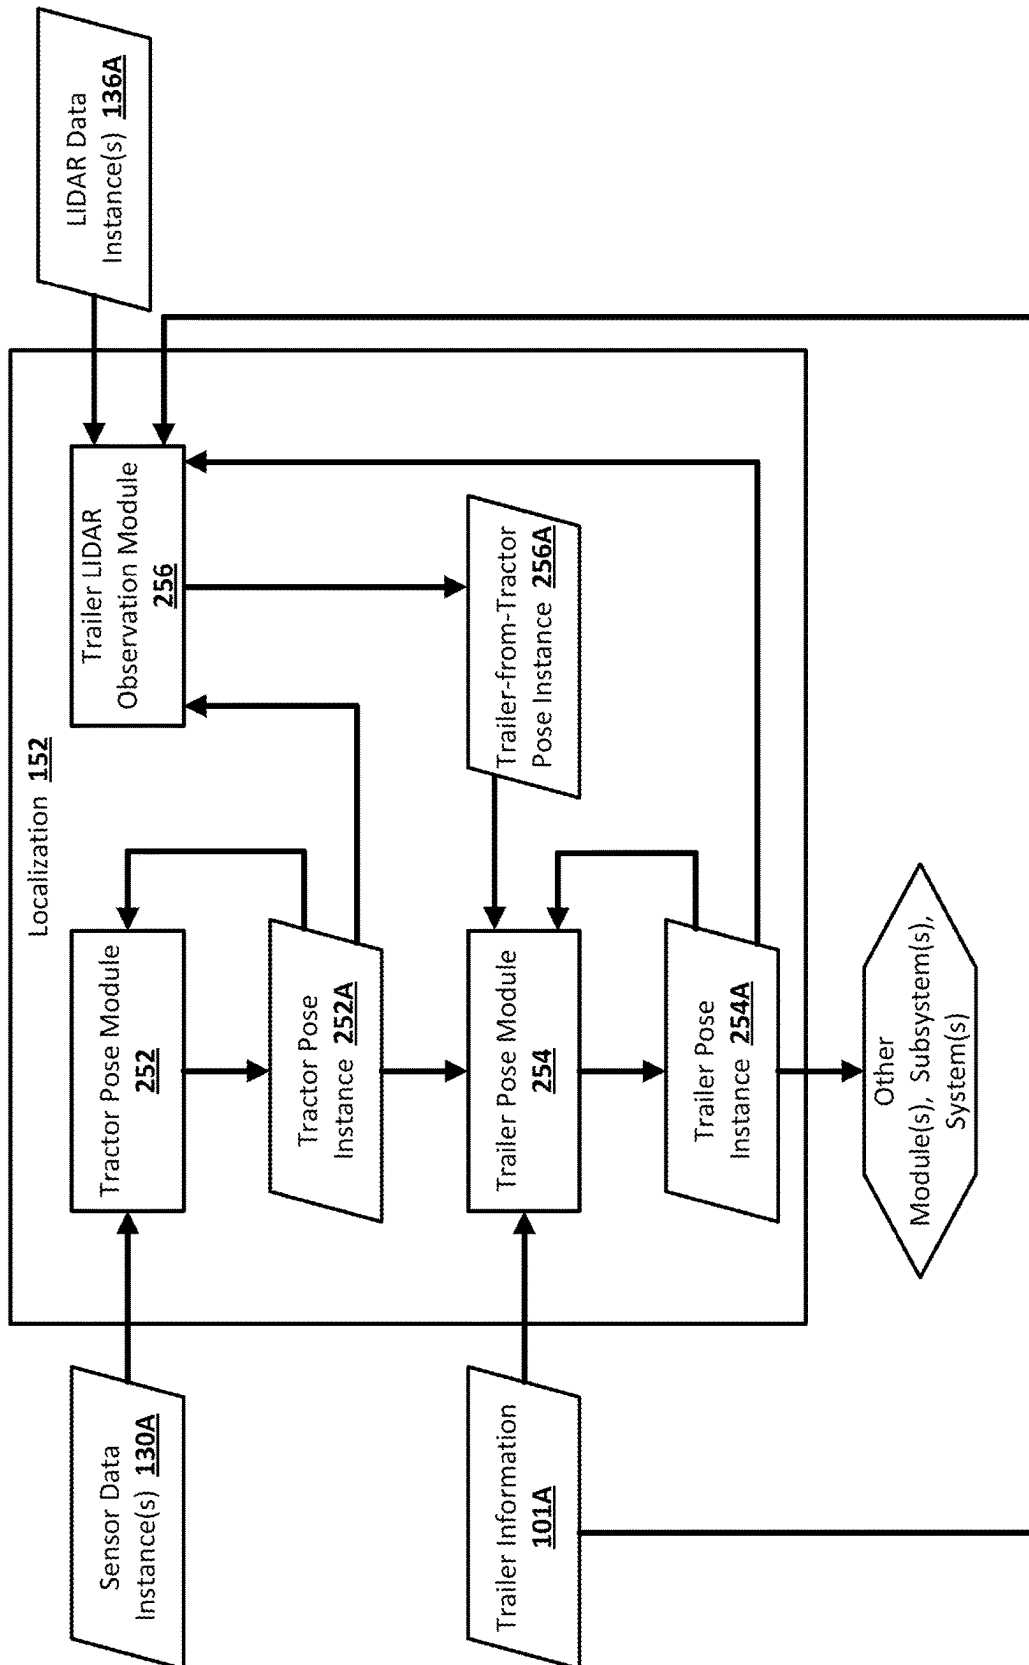 Sensor Data
Instance(s) 130A
Localization 152
Tractor Pose Module
252
Trailer LIDAR
Observation Module
256
LIDAR Data
Instance(s) 136A
Tractor Pose
Instance 252A
Trailer Information
101A
Trailer Pose Module
254
Trailer-from-Tractor
Pose Instance 256A
Trailer Pose
Instance 254A
Other
Module(s), Subsystem(s),
System(s)